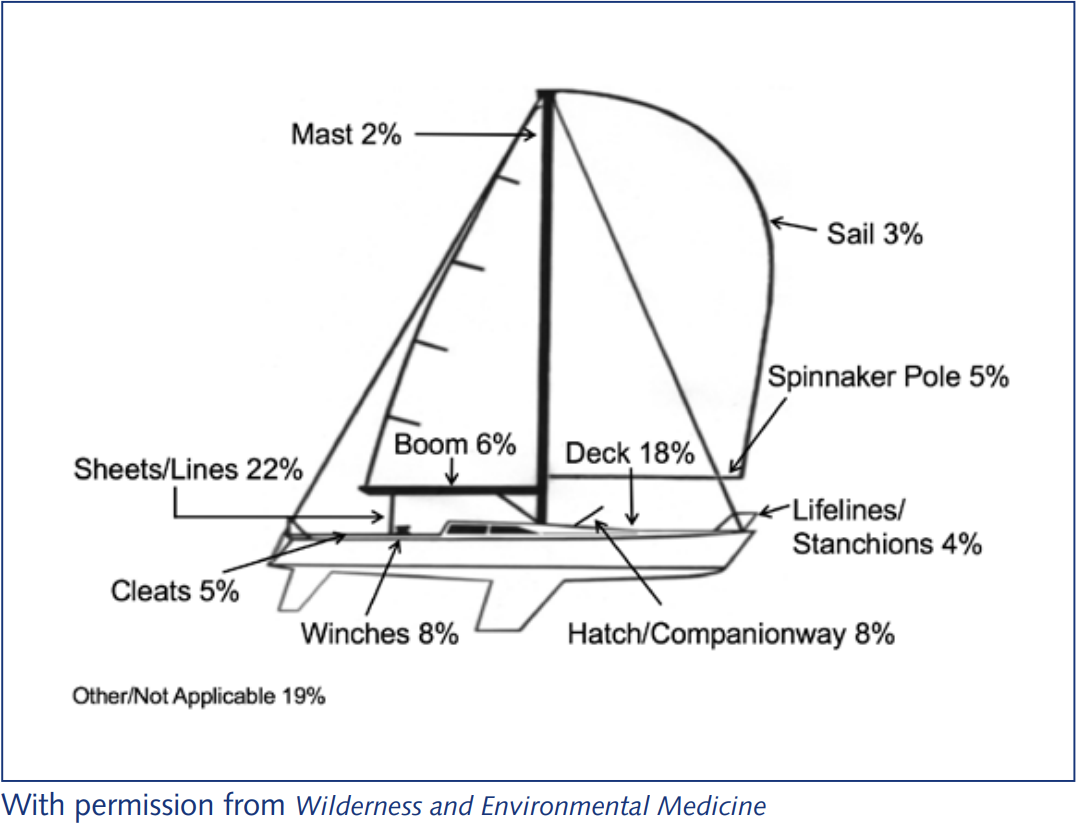 Mast 2%
Sail 3%
Spinnaker Pole 5%
Boom 6%
Deck 18%
Sheets/Lines 22%
Lifelines/
Stanchions 4%
Cleats 5%
Winches 8%
Hatch/Companionway 8%
Other/Not Applicable 19%
With permission from Wilderness and Environmental Medicine